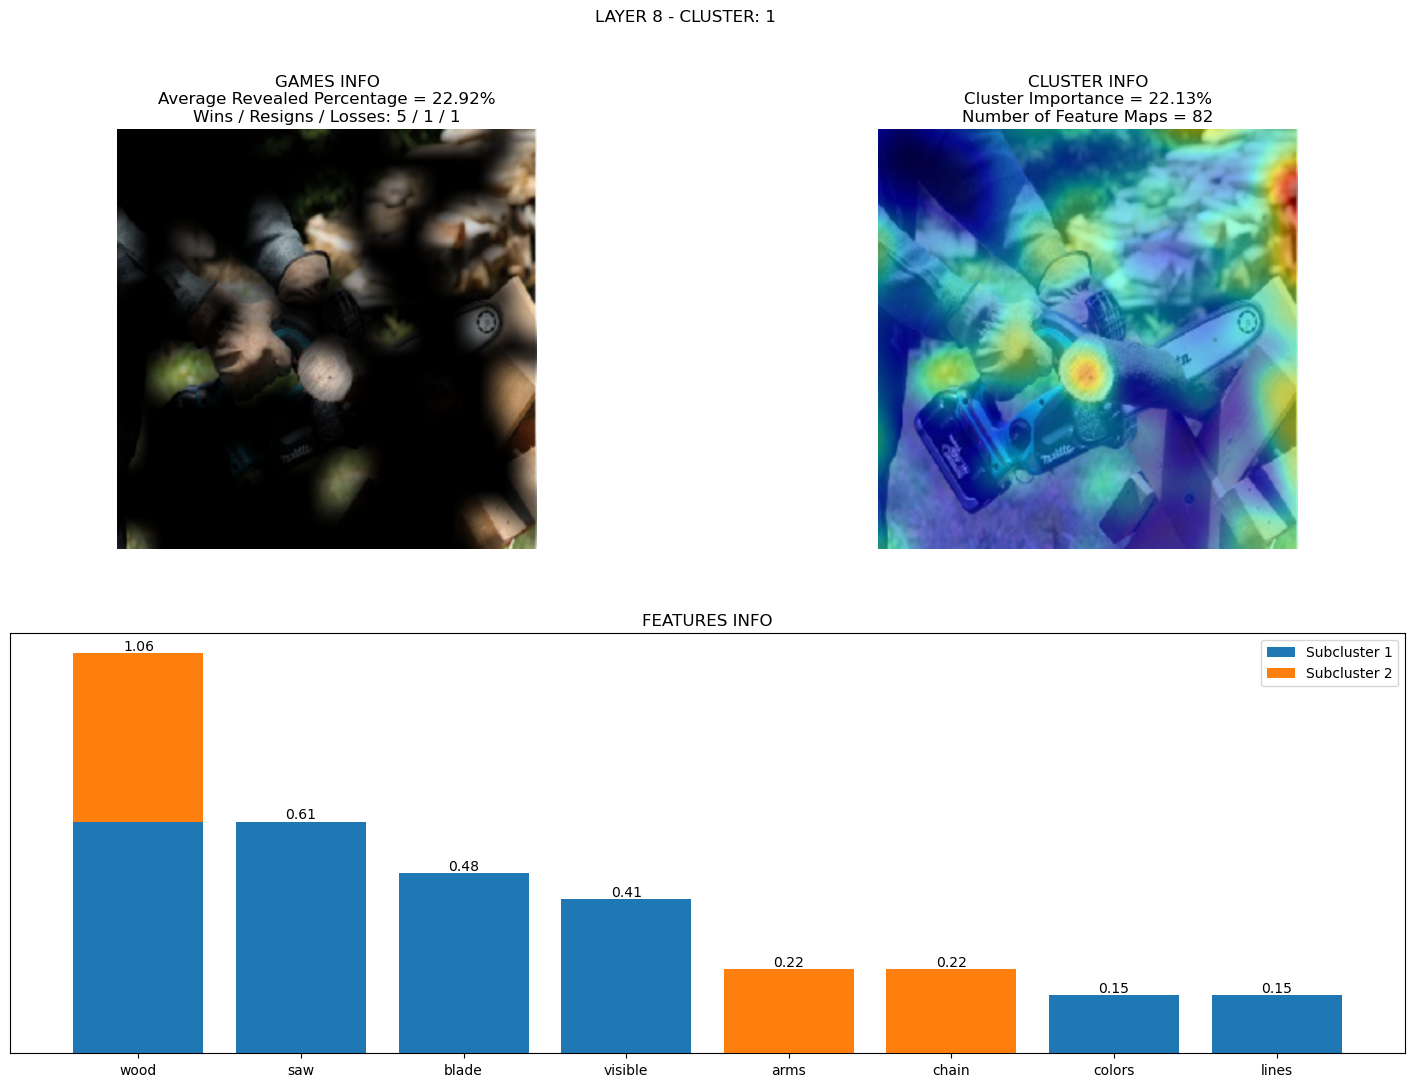 LAYER 8 - CLUSTER: 1
GAMES INFO
Average Revealed Percentage = 22.92%
Wins / Resigns / Losses: 5 / 1 / 1
CLUSTER INFO
Cluster Importance = 22.13%
Number of Feature Maps = 82
FEATURES INFO
1.06
0.61
0.48
0.41
0.22
0.22
0.15
0.15
Subcluster 1
Subcluster 2
wood
saw
blade
visible
arms
chain
colors
lines